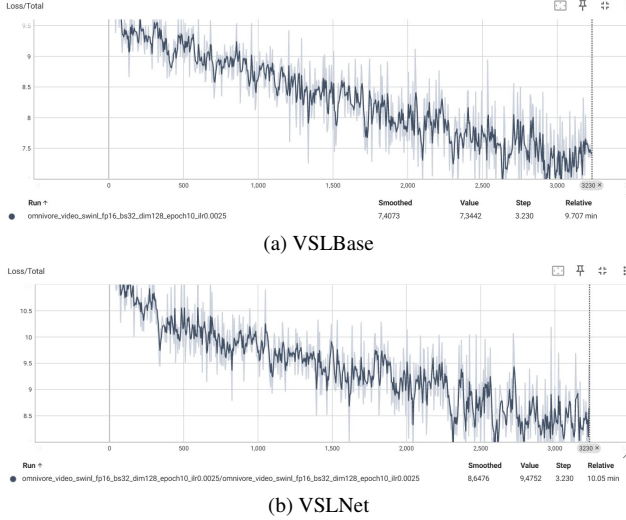 Loss/Total
9.5
9
8.5
8
7.5
0 500 1,000 1,500 2,000 2,500 3,000 3230 ×
Run ↑ Smoothed Value Step Relative
omnivore_video_swinl_fp16_bs32_dim128_epoch10_ilr0.0025 7,4073 7,3442 3.230 9.707 min
(a) VSLBase
Loss/Total
10.5
10
9.5
9
8.5
0 500 1,000 1,500 2,000 2,500 3,000 3230 ×
Run ↑ Smoothed Value Step Relative
omnivore_video_swinl_fp16_bs32_dim128_epoch10_ilr0.0025/omnivore_video_swinl_fp16_bs32_dim128_epoch10_ilr0.0025 8,6476 9,4752 3.230 10.05 min
(b) VSLNet